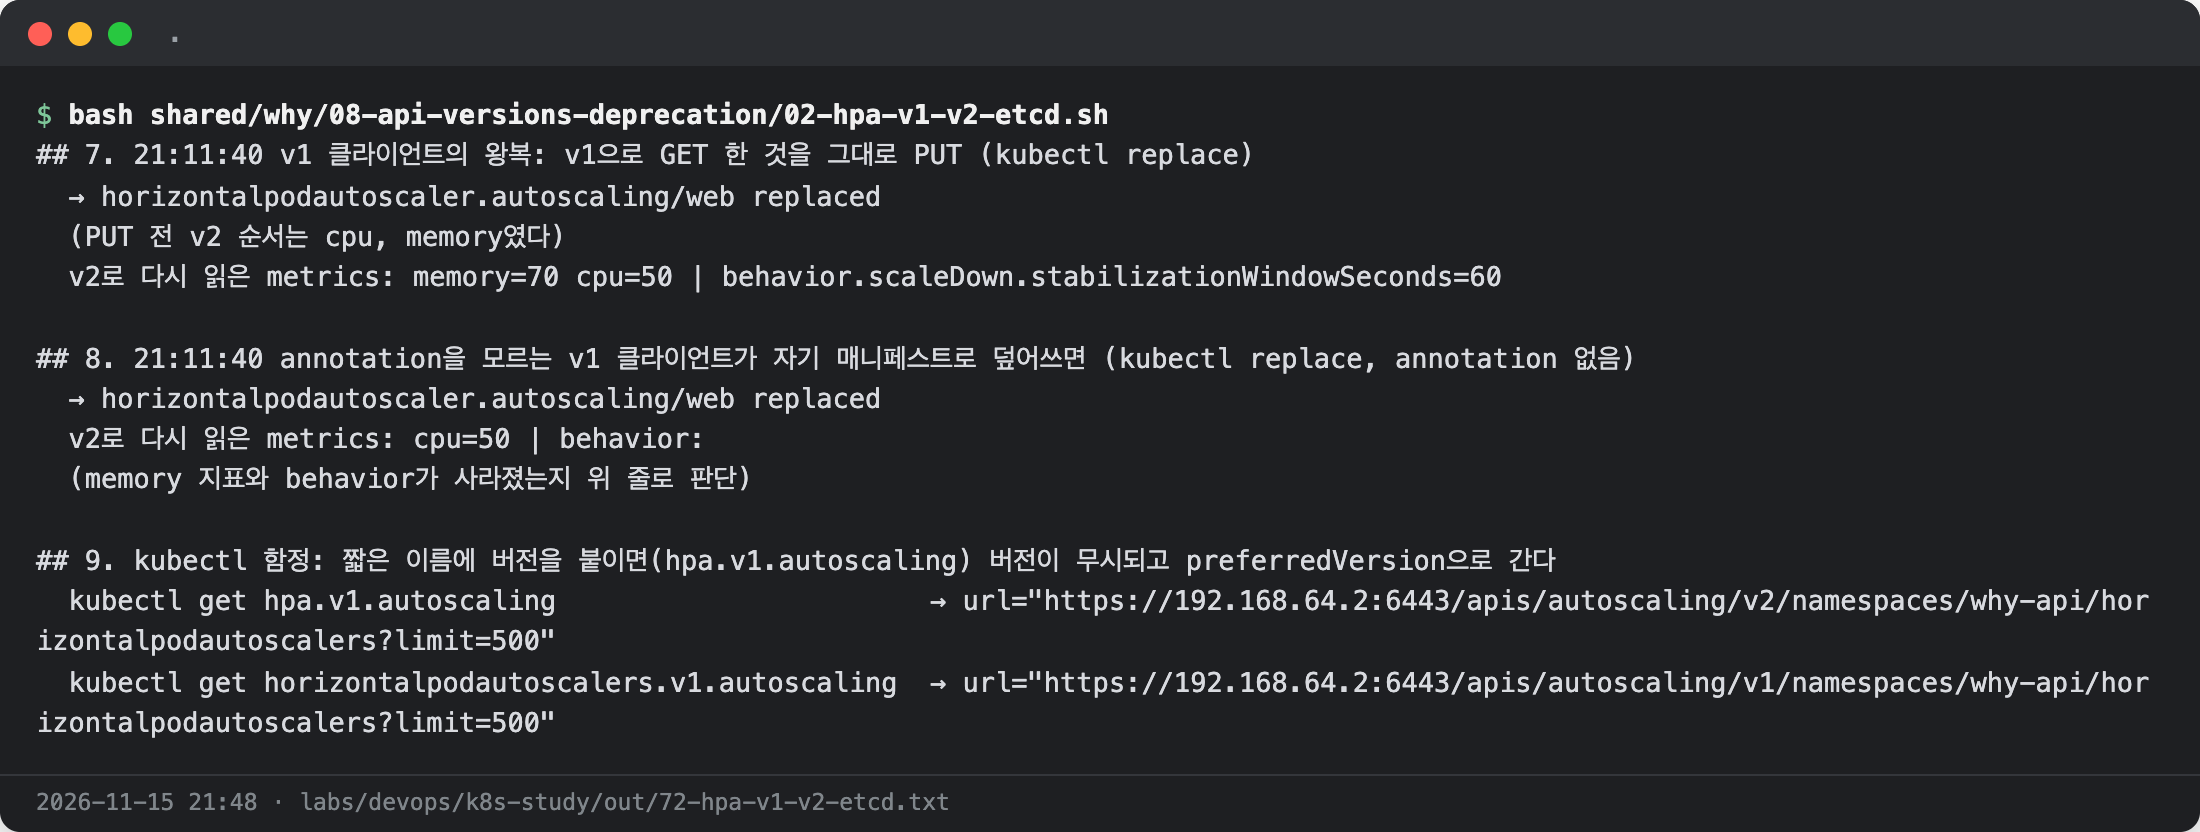 .
$ bash shared/why/08-api-versions-deprecation/02-hpa-v1-v2-etcd.sh
## 7. 21:11:40 v1 클라이언트의 왕복: v1으로 GET 한 것을 그대로 PUT (kubectl replace)
→ horizontalpodautoscaler.autoscaling/web replaced
(PUT 전 v2 순서는 cpu, memory였다)
v2로 다시 읽은 metrics: memory=70 cpu=50 | behavior.scaleDown.stabilizationWindowSeconds=60
## 8. 21:11:40 annotation을 모르는 v1 클라이언트가 자기 매니페스트로 덮어쓰면 (kubectl replace, annotation 없음)
→ horizontalpodautoscaler.autoscaling/web replaced
v2로 다시 읽은 metrics: cpu=50 | behavior:
(memory 지표와 behavior가 사라졌는지 위 줄로 판단)
## 9. kubectl 함정: 짧은 이름에 버전을 붙이면(hpa.v1.autoscaling) 버전이 무시되고 preferredVersion으로 간다
kubectl get hpa.v1.autoscaling → url="https://192.168.64.2:6443/apis/autoscaling/v2/namespaces/why-api/hor
izontalpodautoscalers?limit=500"
kubectl get horizontalpodautoscalers.v1.autoscaling → url="https://192.168.64.2:6443/apis/autoscaling/v1/namespaces/why-api/hor
izontalpodautoscalers?limit=500"
2026-11-15 21:48 · labs/devops/k8s-study/out/72-hpa-v1-v2-etcd.txt